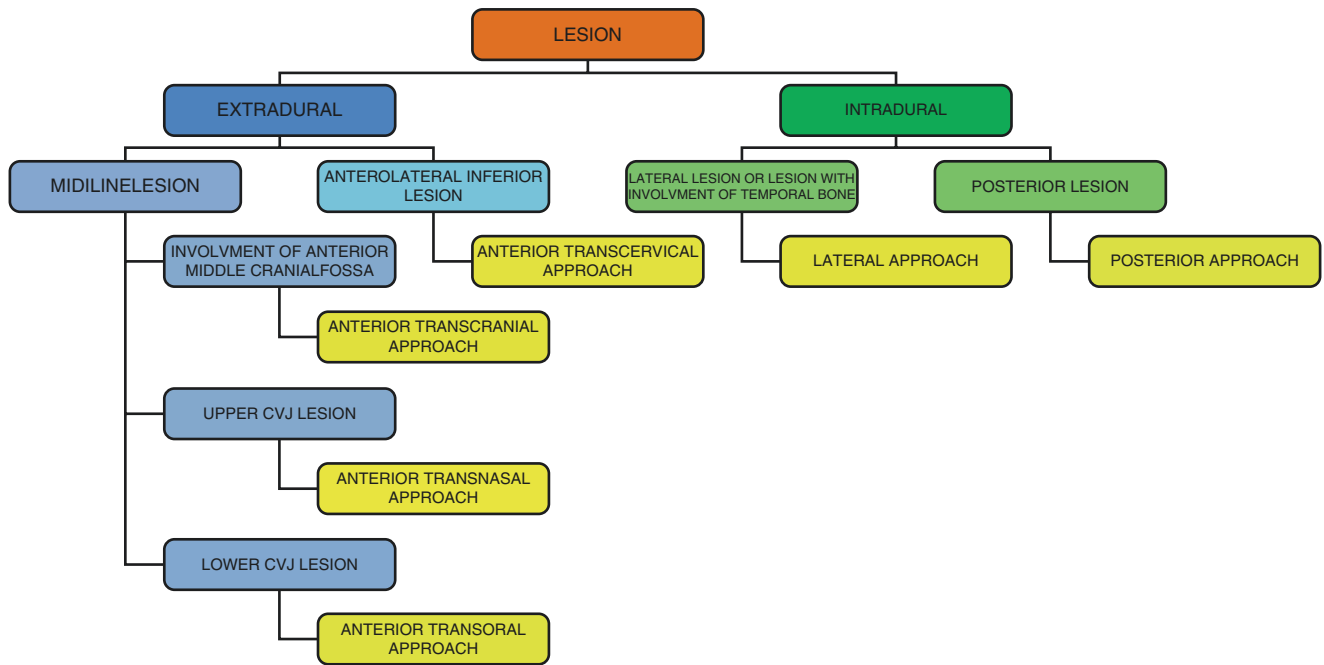 LESION
EXTRADURAL
INTRADURAL
MIDILINELESION
ANTEROLATERAL INFERIOR
LESION
LATERAL LESION OR LESION WITH
INVOLVMENT OF TEMPORAL BONE
POSTERIOR LESION
INVOLVMENT OF ANTERIOR
MIDDLE CRANIALFOSSA
ANTERIOR TRANSCERVICAL
APPROACH
LATERAL APPROACH
POSTERIOR APPROACH
ANTERIOR TRANSCRANIAL
APPROACH
UPPER CVJ LESION
ANTERIOR TRANSNASAL
APPROACH
LOWER CVJ LESION
ANTERIOR TRANSORAL
APPROACH